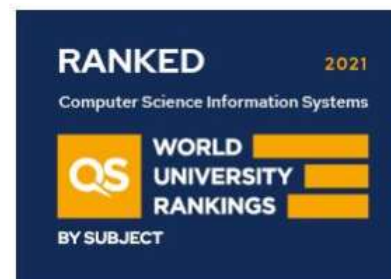 RANKED 2021
Computer Science Information Systems
QS
WORLD
UNIVERSITY
RANKINGS
BY SUBJECT